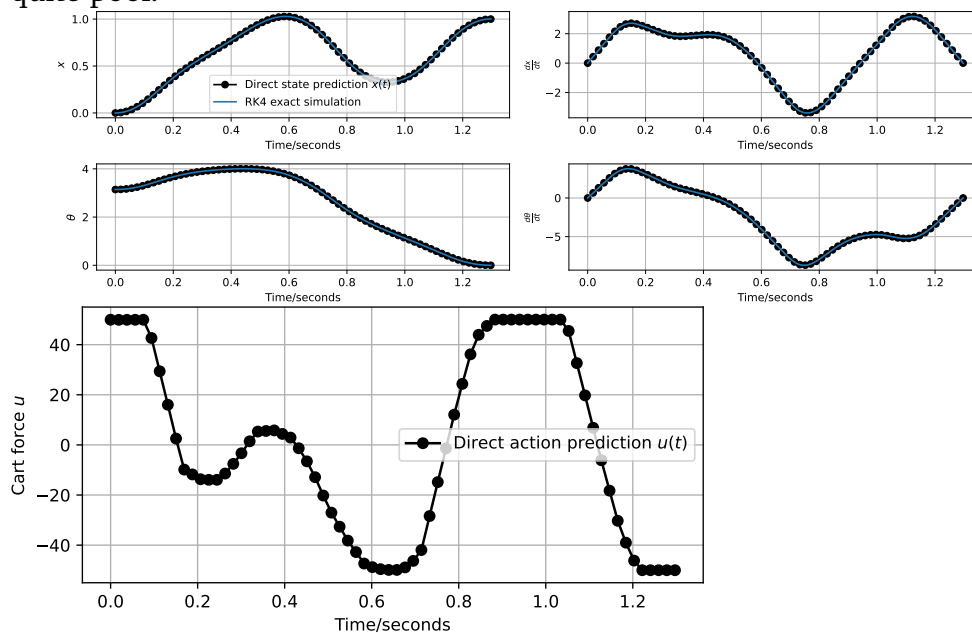 quite poor.
1.0
0.5
0.0
x
Direct state prediction x(t)
RK4 exact simulation
0.0 0.2 0.4 0.6 0.8 1.0 1.2
Time/seconds
2
0
−2
dx
dt
0.0 0.2 0.4 0.6 0.8 1.0 1.2
Time/seconds
4
2
0
θ
0.0 0.2 0.4 0.6 0.8 1.0 1.2
Time/seconds
0
−5
dθ
dt
0.0 0.2 0.4 0.6 0.8 1.0 1.2
Time/seconds
40
20
0
−20
−40
Cart force u
Direct action prediction u(t)
0.0 0.2 0.4 0.6 0.8 1.0 1.2
Time/seconds